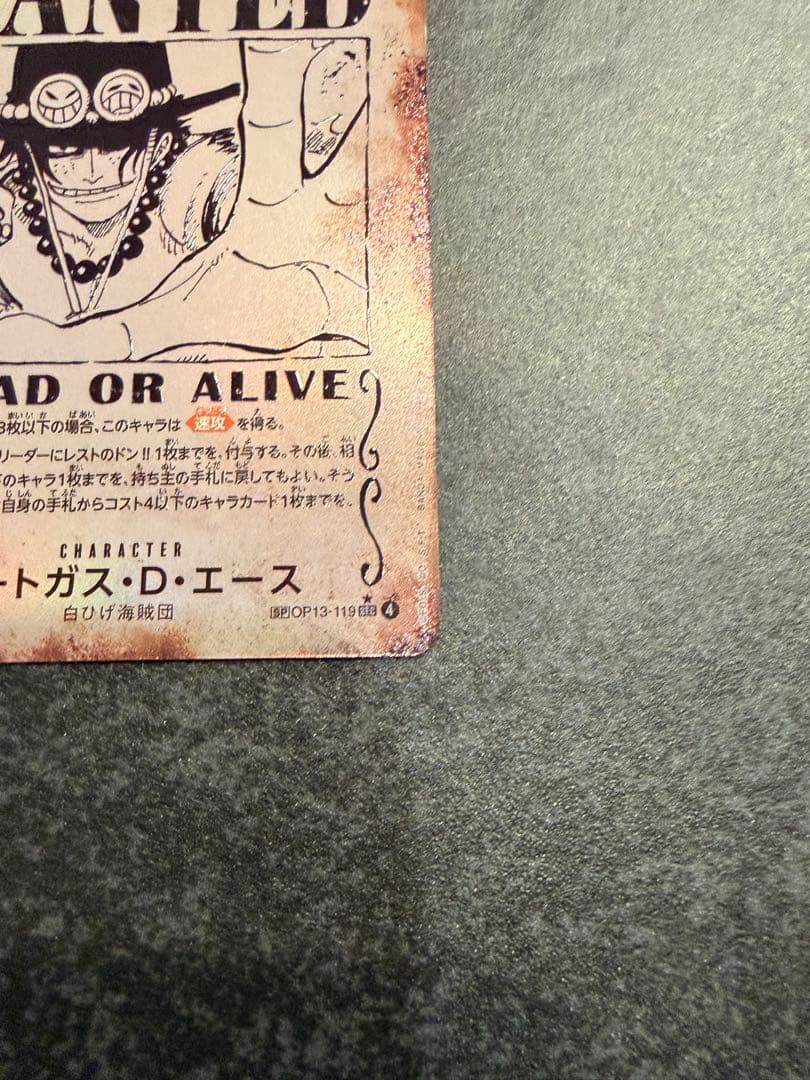 WANTED
AD OR ALIVE
3枚以下の場合、このキャラは 速攻 を得る。
リーダーにレストのドン!!1枚までを、付与する。その後、相
のキャラ1枚までを、持ち主の手札に戻してもよい。そう
自身の手札からコスト4以下のキャラカード1枚までを、
CHARACTER
ートガス・D・エース
白ひげ海賊団
SP OP13-119 SEC 4